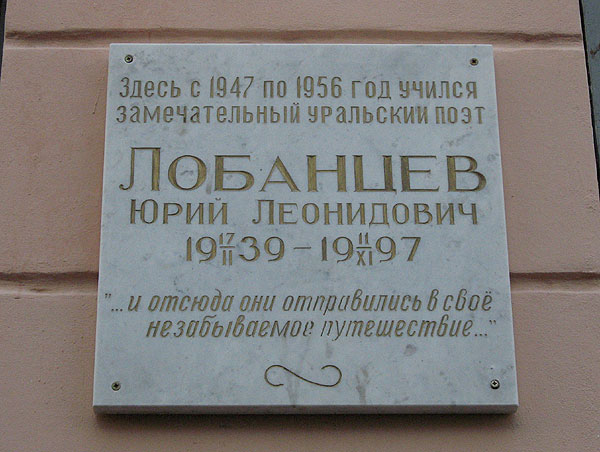 Здесь с 1947 по 1956 год учился
замечательный уральский поэт
ЛОБАНЦЕВ
ЮРИЙ ЛЕОНИДОВИЧ
19 17/II 39 – 19 11/XI 97
"... и отсюда они отправились в своё
незабываемое путешествие..."